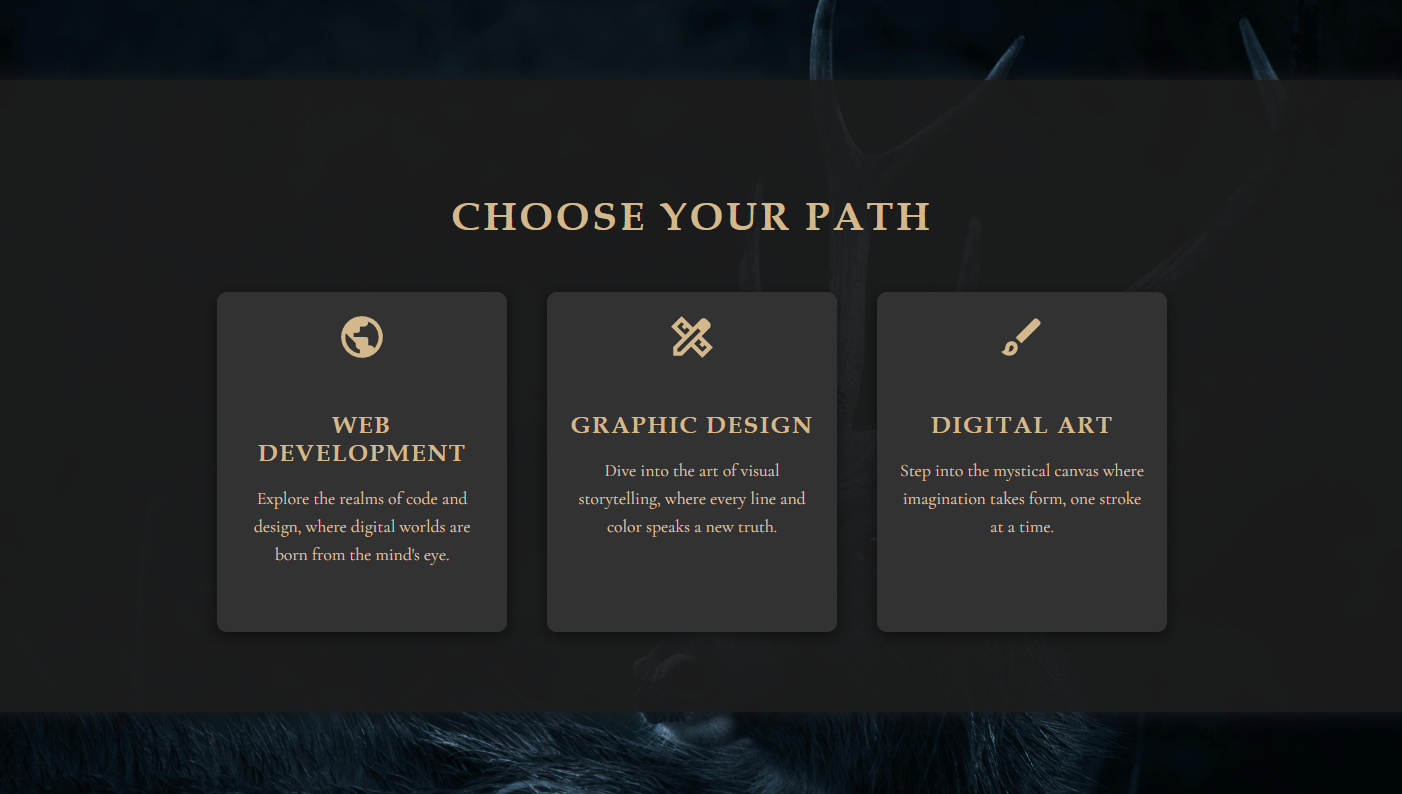 CHOOSE YOUR PATH
WEB
DEVELOPMENT
Explore the realms of code and
design, where digital worlds are
born from the mind's eye.
GRAPHIC DESIGN
Dive into the art of visual
storytelling, where every line and
color speaks a new truth.
DIGITAL ART
Step into the mystical canvas where
imagination takes form, one stroke
at a time.